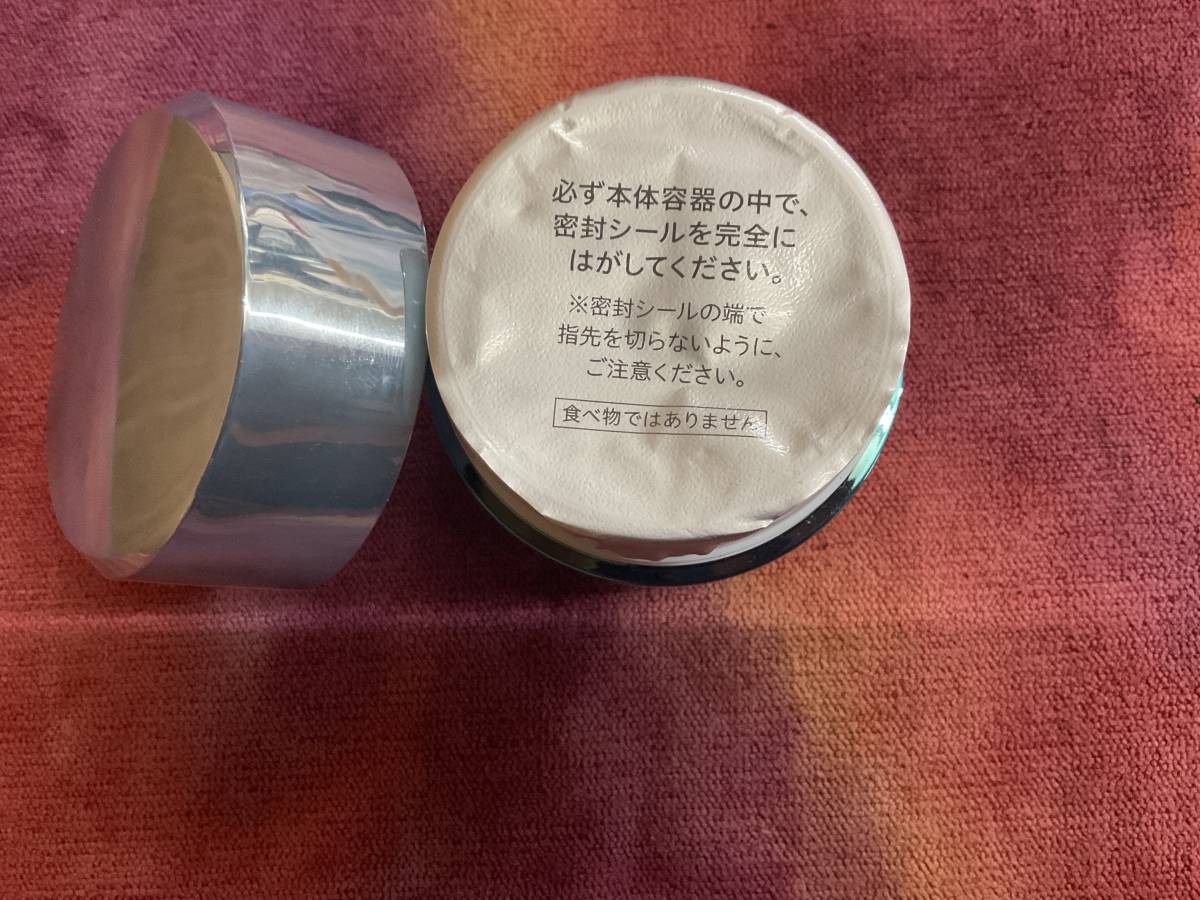 必ず本体容器の中で、
密封シールを完全に
はがしてください。
※密封シールの端で
指先を切らないように、
ご注意ください。
食べ物ではありません